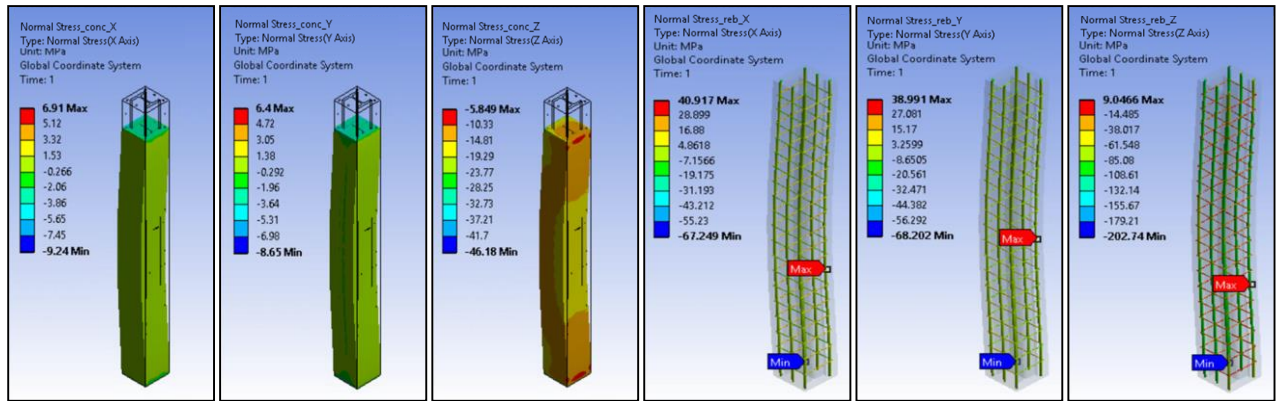 Normal Stress_conc_X
Type: Normal Stress(X Axis)
Unit: MPa
Global Coordinate System
Time: 1
6.91 Max
5.12
3.32
1.53
-0.266
-2.06
-3.86
-5.65
-7.45
-9.24 Min
Normal Stress_conc_Y
Type: Normal Stress(Y Axis)
Unit: MPa
Global Coordinate System
Time: 1
6.4 Max
4.72
3.05
1.38
-0.292
-1.96
-3.64
-5.31
-6.98
-8.65 Min
Normal Stress_conc_Z
Type: Normal Stress(Z Axis)
Unit: MPa
Global Coordinate System
Time: 1
-5.849 Max
-10.33
-14.81
-19.29
-23.77
-28.25
-32.73
-37.21
-41.7
-46.18 Min
Normal Stress_reb_X
Type: Normal Stress(X Axis)
Unit: MPa
Global Coordinate System
Time: 1
40.917 Max
28.899
16.88
4.8618
-7.1566
-19.175
-31.193
-43.212
-55.23
-67.249 Min
Max
Min
Normal Stress_reb_Y
Type: Normal Stress(Y Axis)
Unit: MPa
Global Coordinate System
Time: 1
38.991 Max
27.081
15.17
3.2599
-8.6505
-20.561
-32.471
-44.382
-56.292
-68.202 Min
Max
Min
Normal Stress_reb_Z
Type: Normal Stress(Z Axis)
Unit: MPa
Global Coordinate System
Time: 1
9.0466 Max
-14.485
-38.017
-61.548
-85.08
-108.61
-132.14
-155.67
-179.21
-202.74 Min
Max
Min